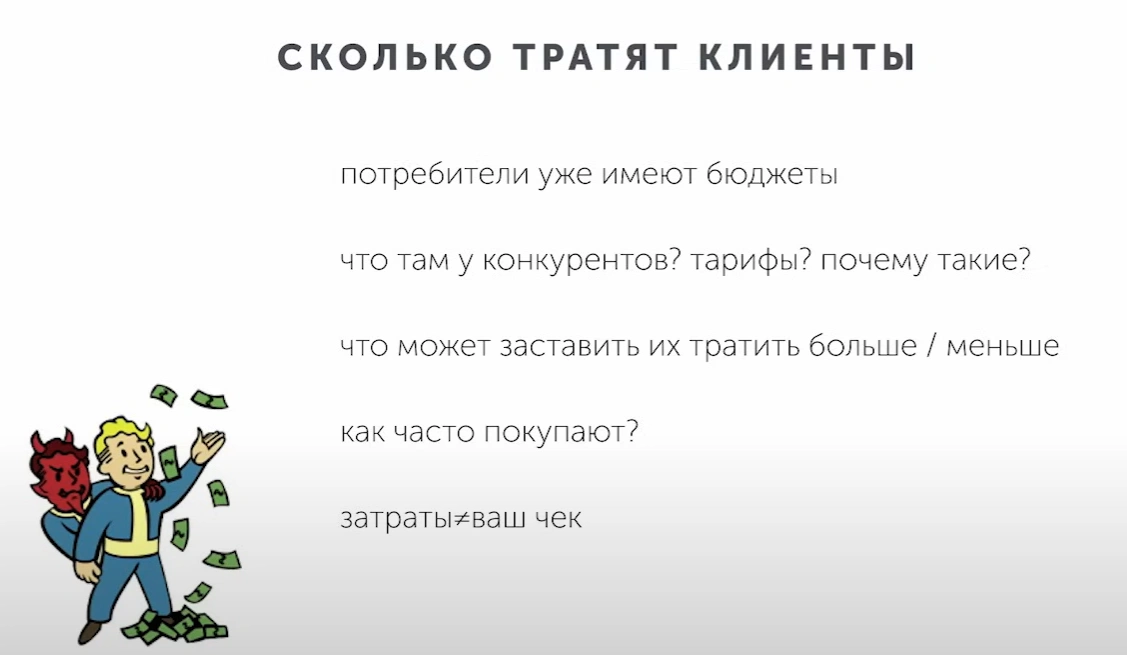 СКОЛЬКО ТРАТЯТ КЛИЕНТЫ
потребители уже имеют бюджеты
что там у конкурентов? тарифы? почему такие?
что может заставить их тратить больше / меньше
как часто покупают?
затраты≠ваш чек